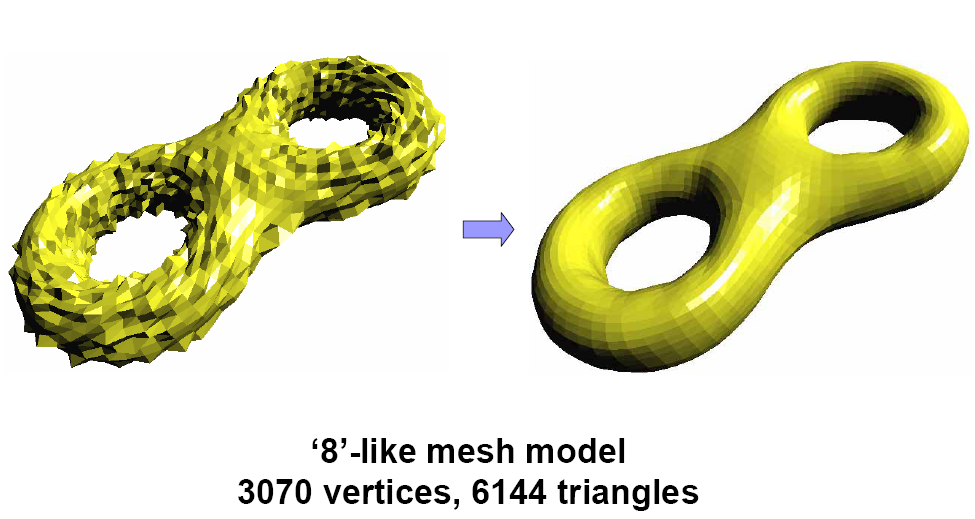 ‘8’-like mesh model
3070 vertices, 6144 triangles